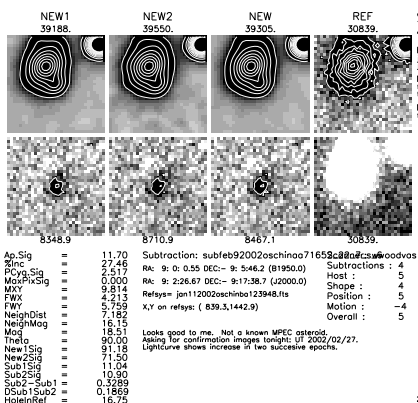 NEW1 NEW2 NEW REF
39188. 39550. 39305. 30839.
8348.9 8710.9 8467.1 30839.
Ap.Sig = 11.70
%Inc = 27.46
PCyg.Sig = 2.517
MaxPixSig = 0.000
MXY = 9.814
FWX = 4.213
FWY = 5.759
NeighDist = 7.182
NeighMag = 16.15
Mag = 18.51
Theta = 90.00
New1Sig = 91.18
New2Sig = 71.50
Sub1Sig = 11.04
Sub2Sig = 10.90
Sub2-Sub1 = 0.3289
DSub1Sub2 = 0.1869
HoleInRef = 16.75
Subtraction: subfeb92002oschinoa
RA: 9: 0: 0.55 DEC:- 9: 5:46.2 (B1950.0)
RA: 9: 2:26.67 DEC:- 9:17:38.7 (J2000.0)
Refsys= jan112002oschinbo123948.fts
X,Y on refsys: ( 839.3,1442.9)
Looks good to me. Not a known MPEC asteroid.
Asking for confirmation images tonight: UT 2002/02/27.
Lightcurve shows increase in two succesive epochs.
Subtractions : 4
Host : 5
Shape : 4
Position : 5
Motion : -4
Overall : 5